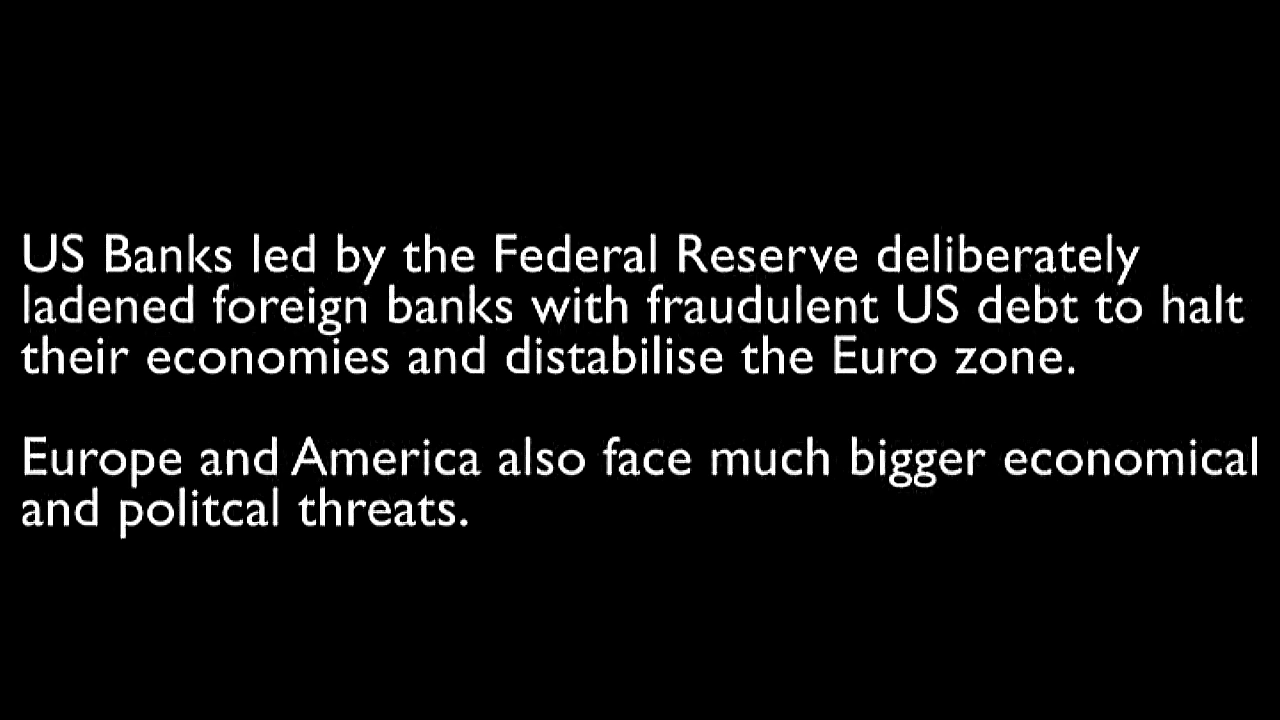 US Banks led by the Federal Reserve deliberately
ladened foreign banks with fraudulent US debt to halt
their economies and distabilise the Euro zone.
Europe and America also face much bigger economical
and politcal threats.